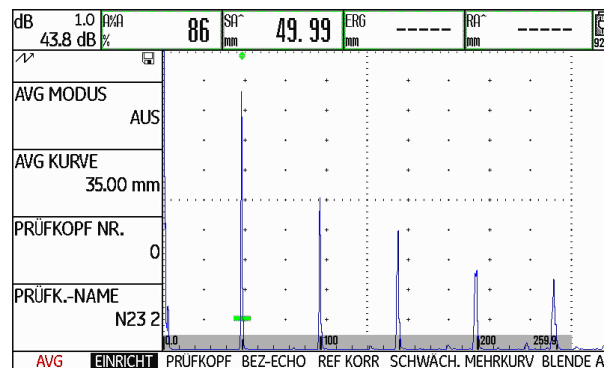 dB 1.0 A%A 86 SA^ 49.99 ERG ----- RA^ -----
43.8 dB % mm mm mm 92
AVG MODUS
AUS
AVG KURVE
35.00 mm
PRÜFKOPF NR.
0
PRÜFK.-NAME
N23 2
0.0 100 200 259.9
AVG EINRICHT PRÜFKOPF BEZ-ECHO REF KORR SCHWÄCH. MEHRKURV BLENDE A